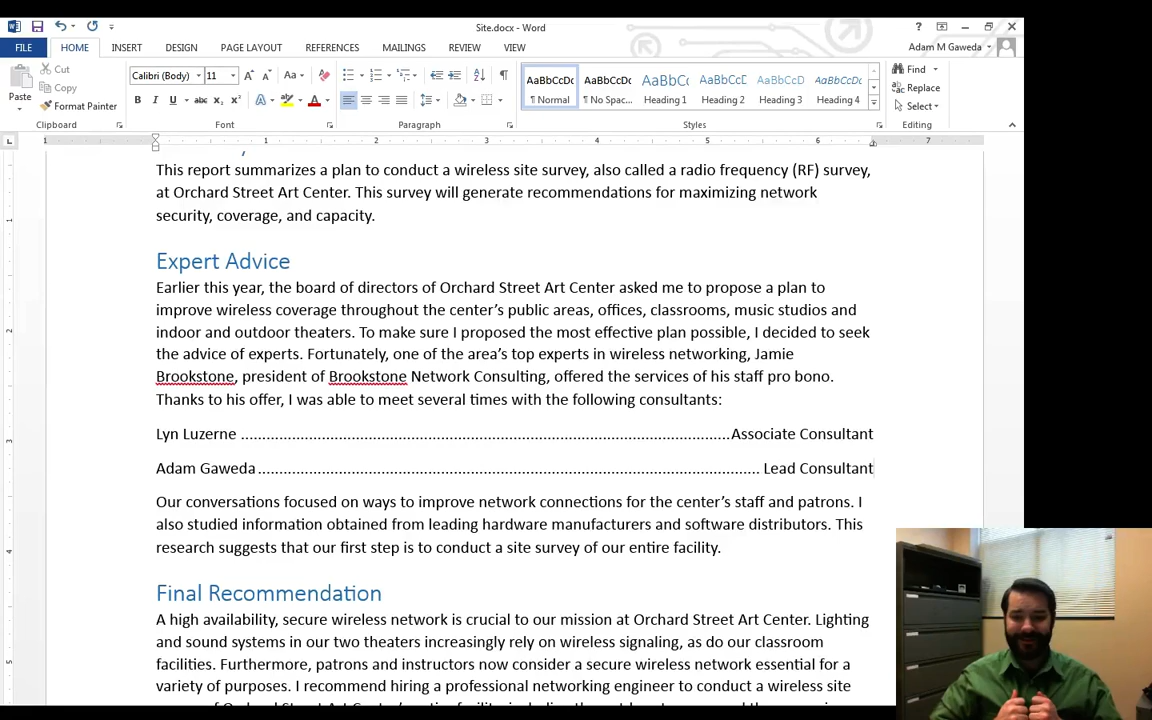 Site.docx - Word
FILE HOME INSERT DESIGN PAGE LAYOUT REFERENCES MAILINGS REVIEW VIEW
Adam M Gaweda
Paste
Cut
Copy
Format Painter
Calibri (Body) 11
AaBbCcDc AaBbCcDc AaBbCc AaBbCcE AaBbCcDc AaBbCcDc
¶ Normal ¶ No Spac... Heading 1 Heading 2 Heading 3 Heading 4
Find
Replace
Select
Clipboard Font Paragraph Styles Editing
1 1 2 3 4 5 6 7
This report summarizes a plan to conduct a wireless site survey, also called a radio frequency (RF) survey,
at Orchard Street Art Center. This survey will generate recommendations for maximizing network
security, coverage, and capacity.
Expert Advice
Earlier this year, the board of directors of Orchard Street Art Center asked me to propose a plan to
improve wireless coverage throughout the center's public areas, offices, classrooms, music studios and
indoor and outdoor theaters. To make sure I proposed the most effective plan possible, I decided to seek
the advice of experts. Fortunately, one of the area's top experts in wireless networking, Jamie
Brookstone, president of Brookstone Network Consulting, offered the services of his staff pro bono.
Thanks to his offer, I was able to meet several times with the following consultants:
Lyn Luzerne ........................................................................................................... Associate Consultant
Adam Gaweda .............................................................................................................. Lead Consultant
Our conversations focused on ways to improve network connections for the center's staff and patrons. I
also studied information obtained from leading hardware manufacturers and software distributors. This
research suggests that our first step is to conduct a site survey of our entire facility.
Final Recommendation
A high availability, secure wireless network is crucial to our mission at Orchard Street Art Center. Lighting
and sound systems in our two theaters increasingly rely on wireless signaling, as do our classroom
facilities. Furthermore, patrons and instructors now consider a secure wireless network essential for a
variety of purposes. I recommend hiring a professional networking engineer to conduct a wireless site